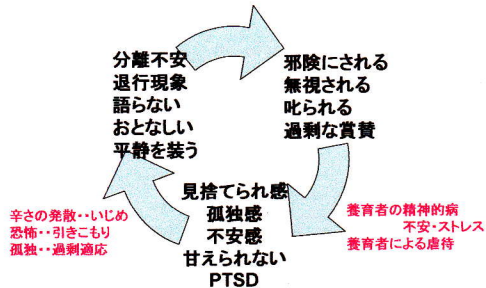 分離不安
退行現象
語らない
おとなしい
平静を装う
邪険にされる
無視される
叱られる
過剰な賞賛
見捨てられ感
孤独感
不安感
甘えられない
PTSD
辛さの発散・・いじめ
恐怖・・引きこもり
孤独・・過剰適応
養育者の精神的病
不安・ストレス
養育者による虐待